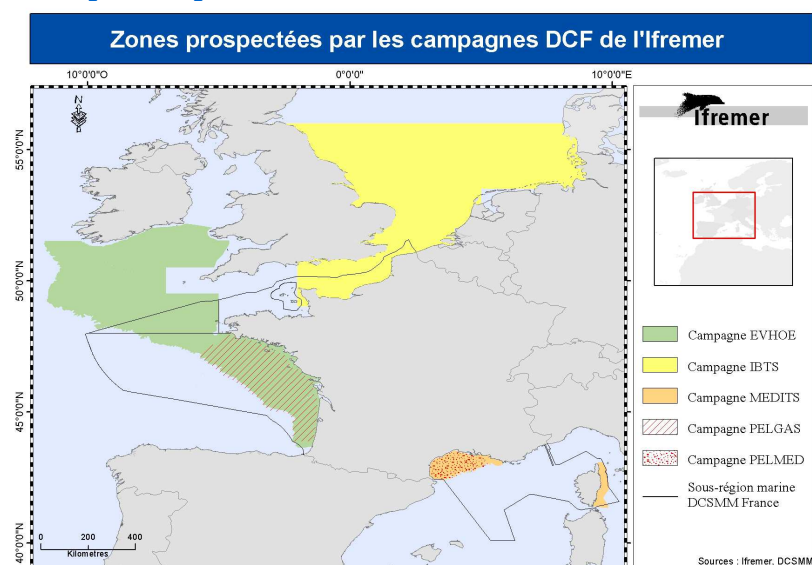 Zones prospectées par les campagnes DCF de l'Ifremer
10°0'0"O
0°0'0"
10°0'0"E
N
55°0'0"N
50°0'0"N
45°0'0"N
40°0'0"N
Ifremer
Campagne EVHOE
Campagne IBTS
Campagne MEDITS
Campagne PELGAS
Campagne PELMED
Sous-région marine
DCSMM France
0 200 400
Kilomètres
Sources : Ifremer, DCSMM